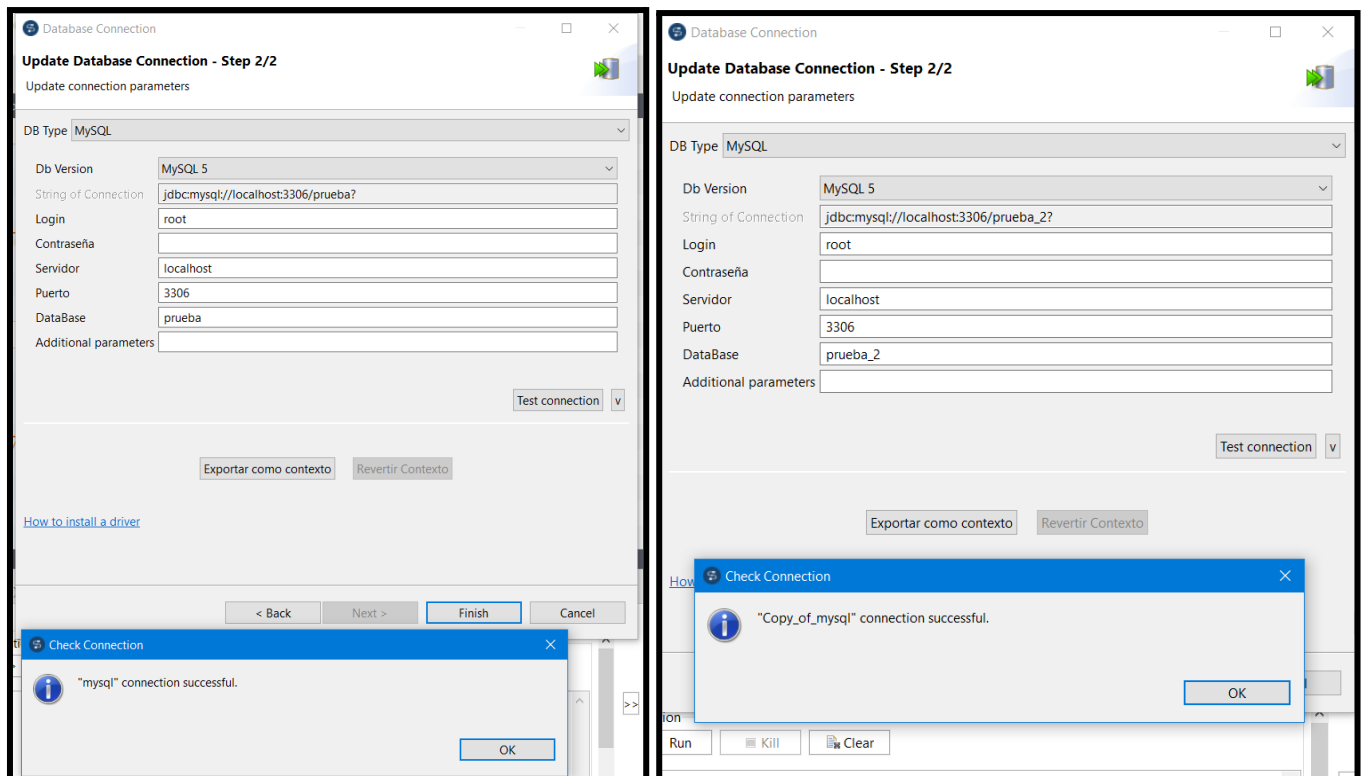 Database Connection
Update Database Connection - Step 2/2
Update connection parameters
DB Type MySQL
Db Version MySQL 5
String of Connection jdbc:mysql://localhost:3306/prueba?
Login root
Contraseña
Servidor localhost
Puerto 3306
DataBase prueba
Additional parameters
Test connection v
Exportar como contexto Revertir Contexto
How to install a driver
< Back Next > Finish Cancel
Check Connection
"mysql" connection successful.
>>
OK
Database Connection
Update Database Connection - Step 2/2
Update connection parameters
DB Type MySQL
Db Version MySQL 5
String of Connection jdbc:mysql://localhost:3306/prueba_2?
Login root
Contraseña
Servidor localhost
Puerto 3306
DataBase prueba_2
Additional parameters
Test connection v
Exportar como contexto Revertir Contexto
How
Check Connection
"Copy_of_mysql" connection successful.
OK
ion
Run Kill Clear